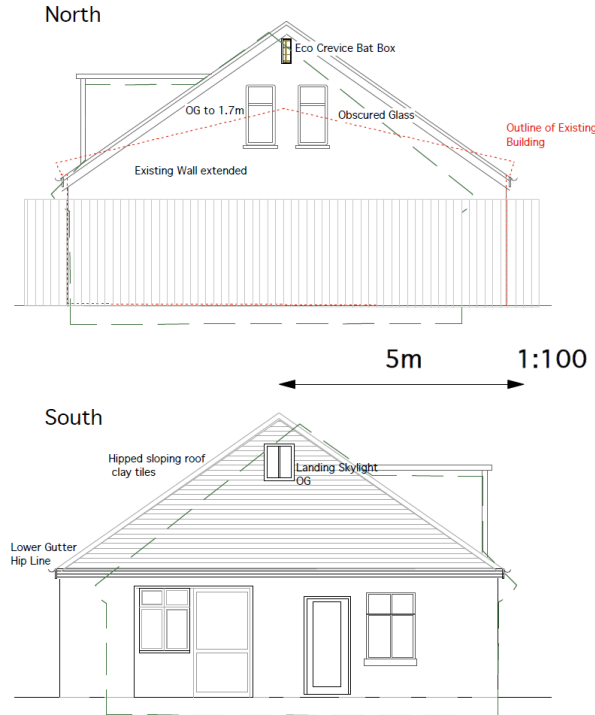 North
Eco Crevice Bat Box
OG to 1.7m
Obscured Glass
Outline of Existing
Building
Existing Wall extended
5m
1:100
South
Hipped sloping roof
clay tiles
Landing Skylight
OG
Lower Gutter
Hip Line